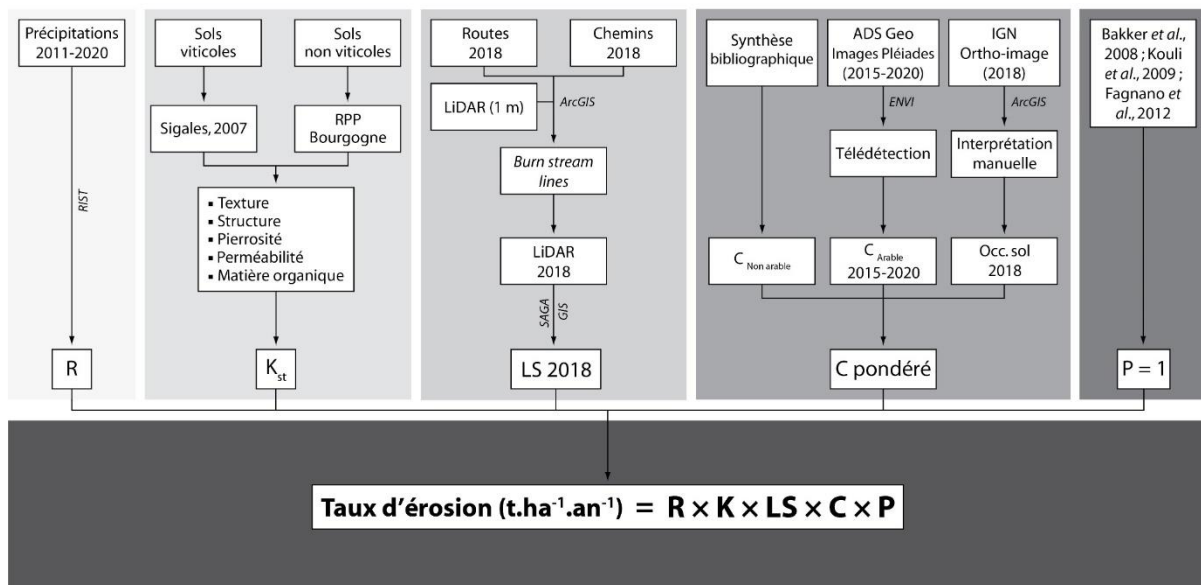 Précipitations
2011-2020
RIST
R
Sols
viticoles
Sols
non viticoles
Sigales, 2007
RPP
Bourgogne
▪ Texture
▪ Structure
▪ Pierrosité
▪ Perméabilité
▪ Matière organique
Kst
Routes
2018
Chemins
2018
LiDAR (1 m)
ArcGIS
Burn stream
lines
LiDAR
2018
SAGA
GIS
LS 2018
Synthèse
bibliographique
ADS Geo
Images Pléiades
(2015-2020)
IGN
Ortho-image
(2018)
ENVI
ArcGIS
Télédétection
Interprétation
manuelle
C Non arable
C Arable
2015-2020
Occ. sol
2018
C pondéré
Bakker et al.,
2008 ; Kouli
et al., 2009 ;
Fagnano et
al., 2012
P = 1
Taux d'érosion (t.ha⁻¹.an⁻¹) = R × K × LS × C × P